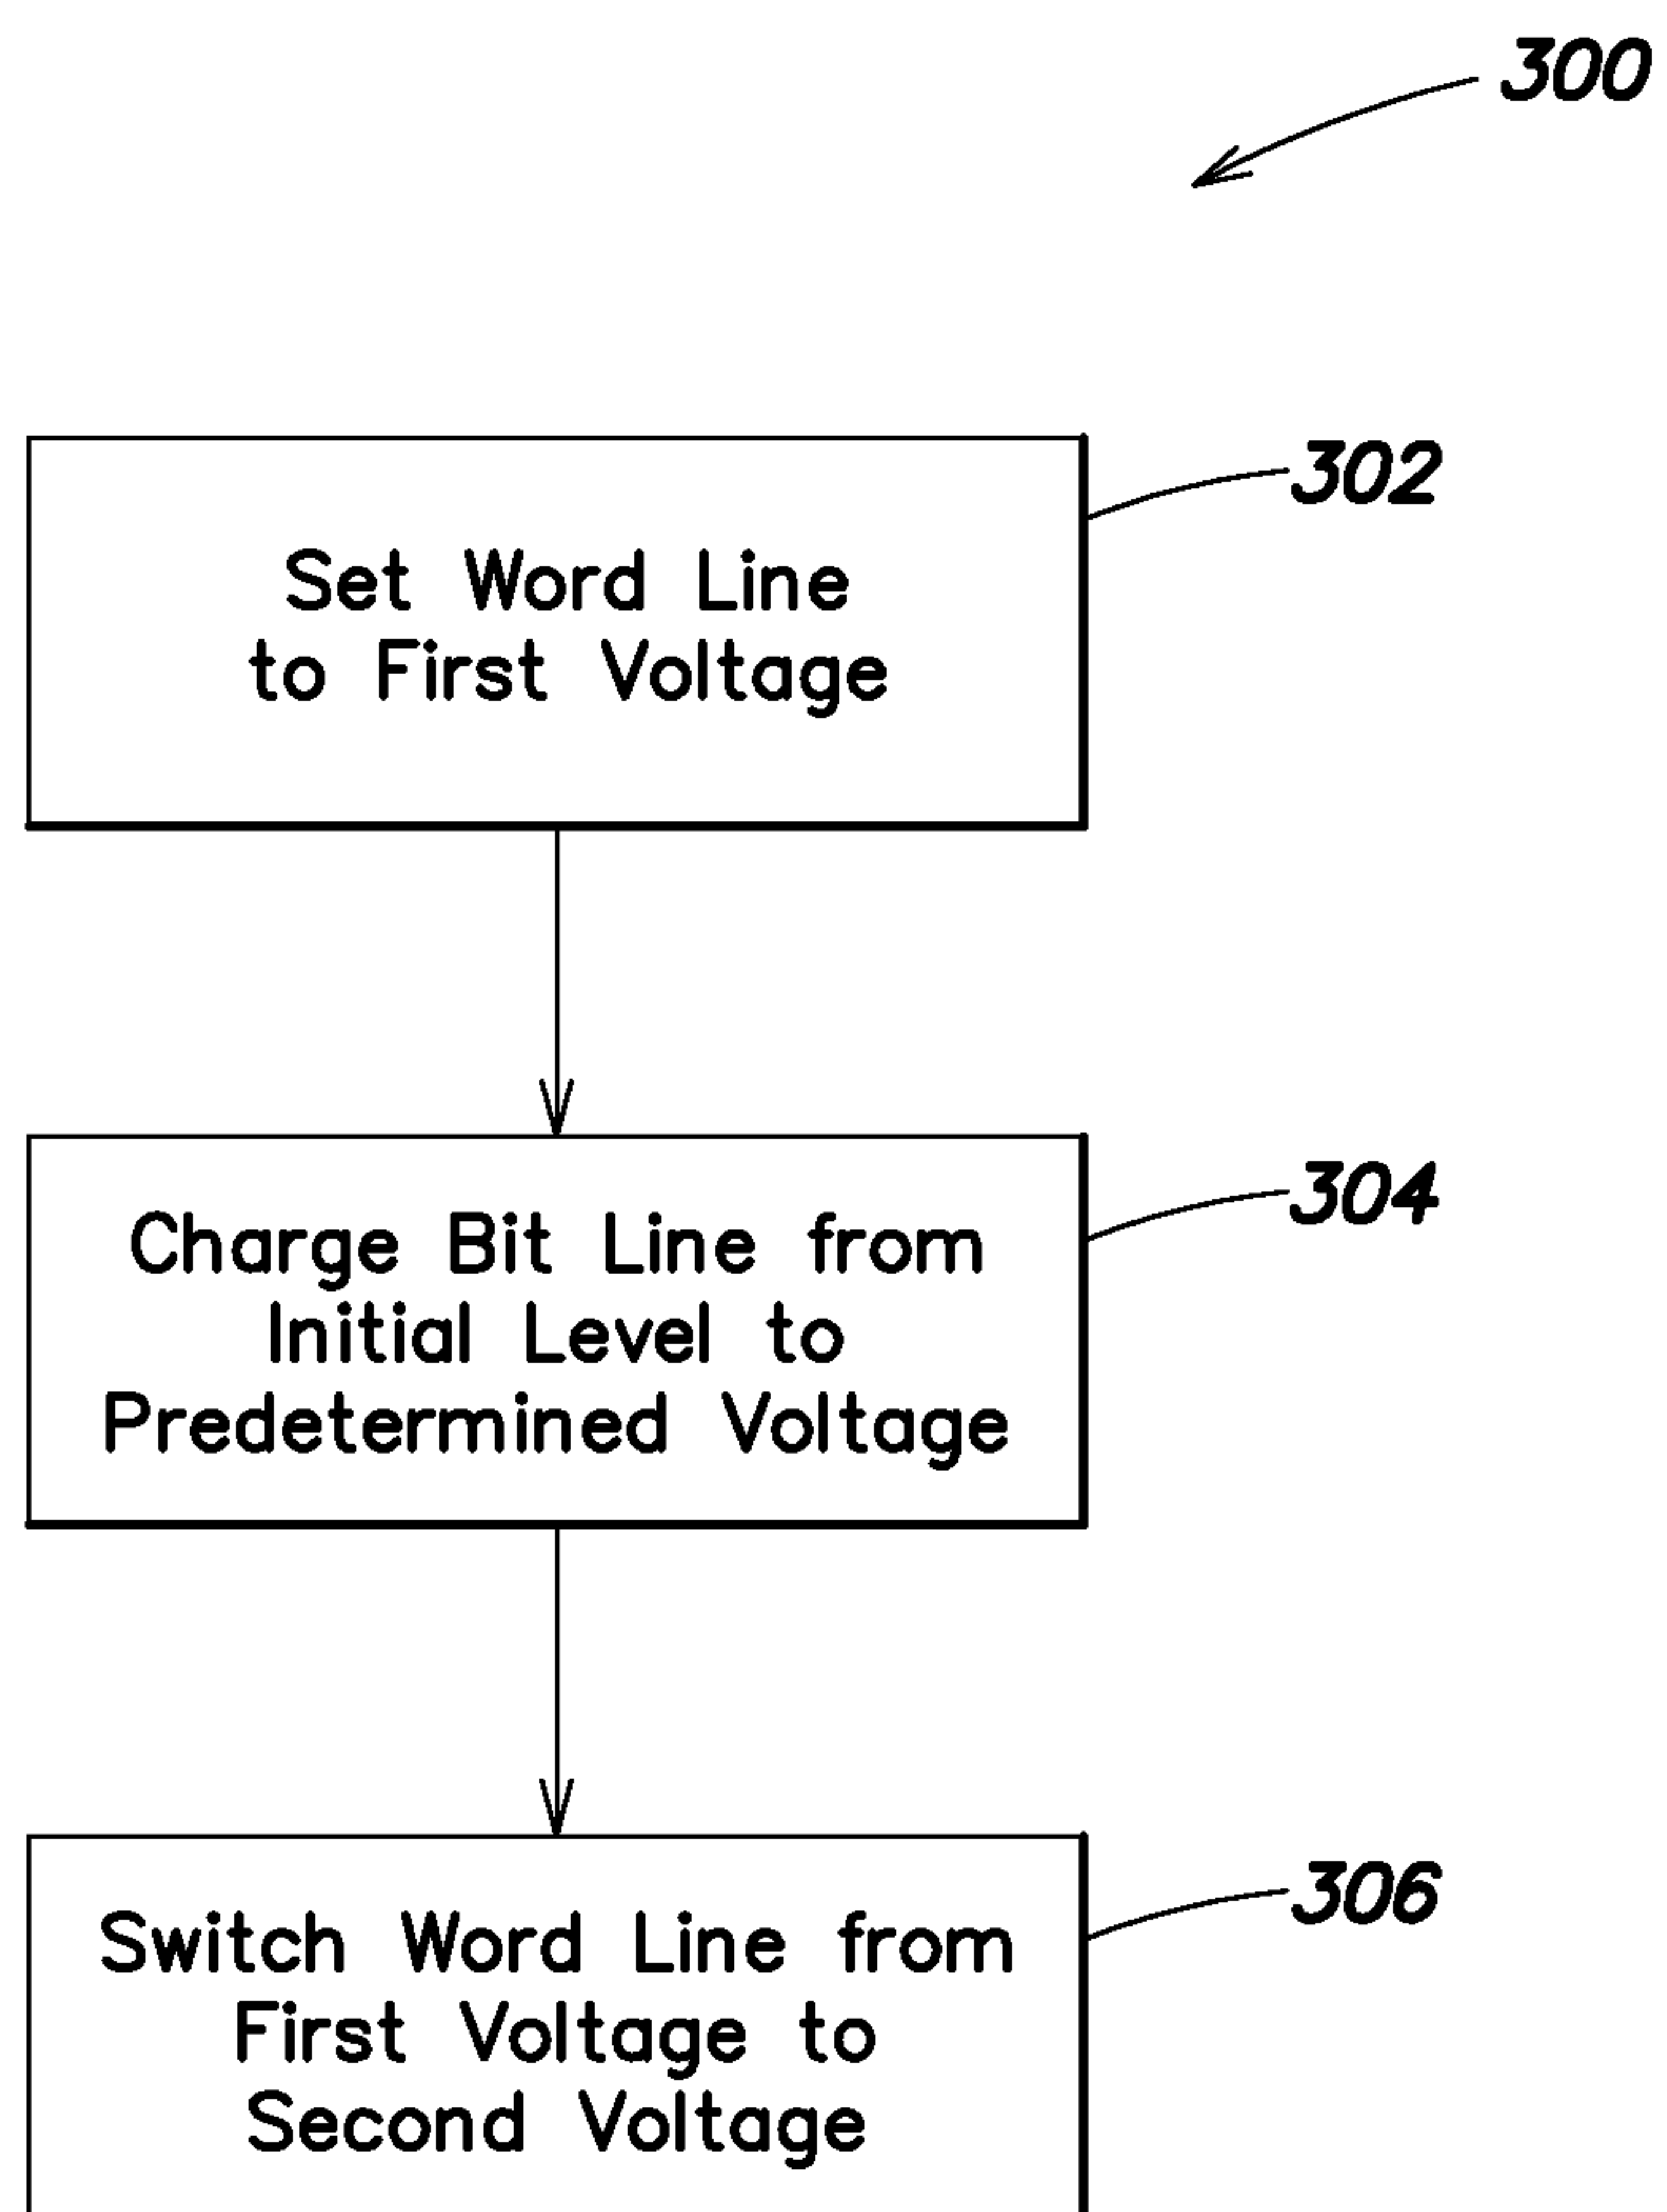 300
302
Set Word Line
to First Voltage
304
Charge Bit Line from
Initial Level to
Predetermined Voltage
306
Switch Word Line from
First Voltage to
Second Voltage